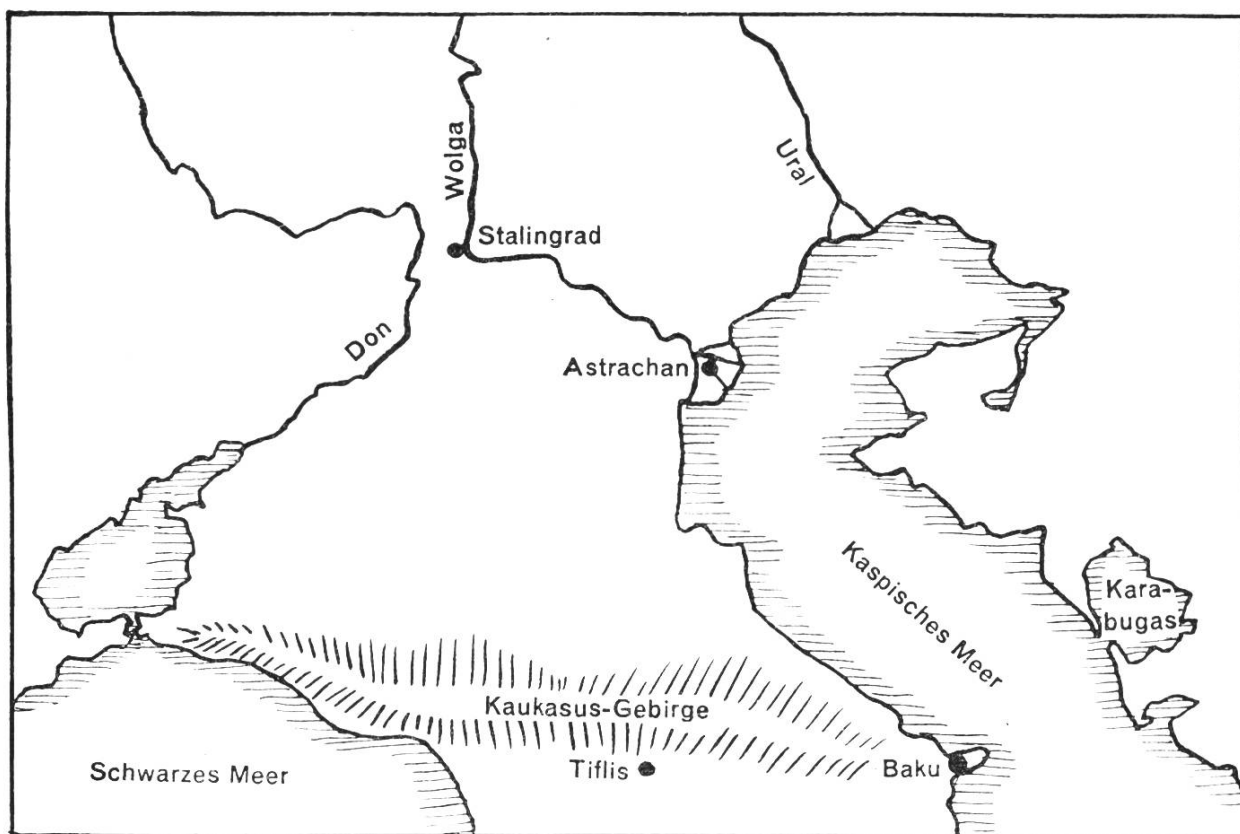 Wolga
Ural
Stalingrad
Don
Astrachan
Kaspisches Meer
Kara-
bugas
Kaukasus-Gebirge
Schwarzes Meer
Tiflis
Baku